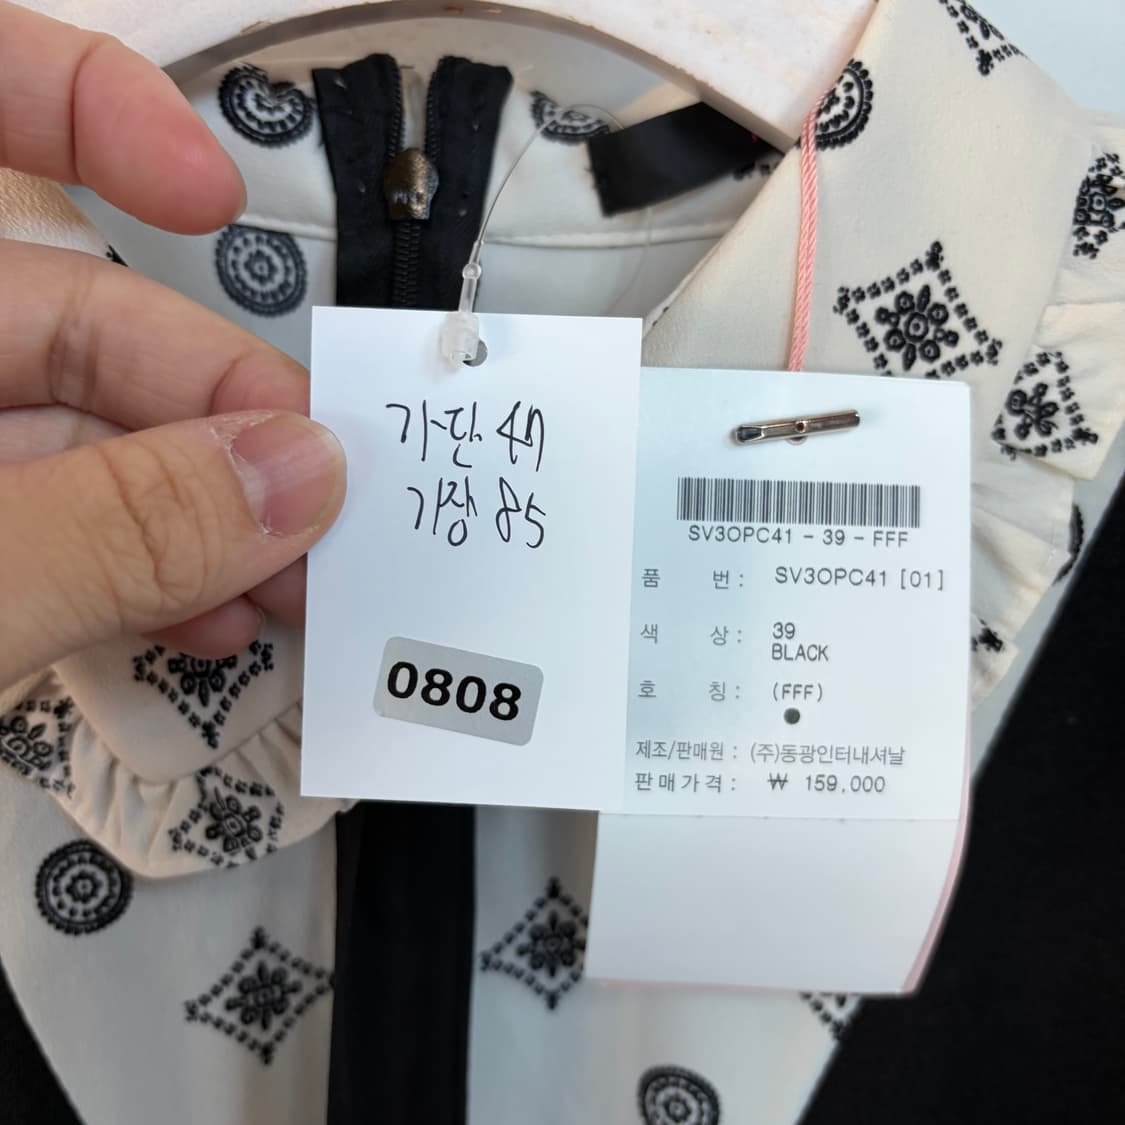 가단 47
기장 85
0808
SV3OPC41 - 39 - FFF
품 번 : SV3OPC41 [01]
색 상 : 39
BLACK
호 칭 : (FFF)
제조/판매원 : (주)동광인터내셔날
판매가격 : ₩ 159,000